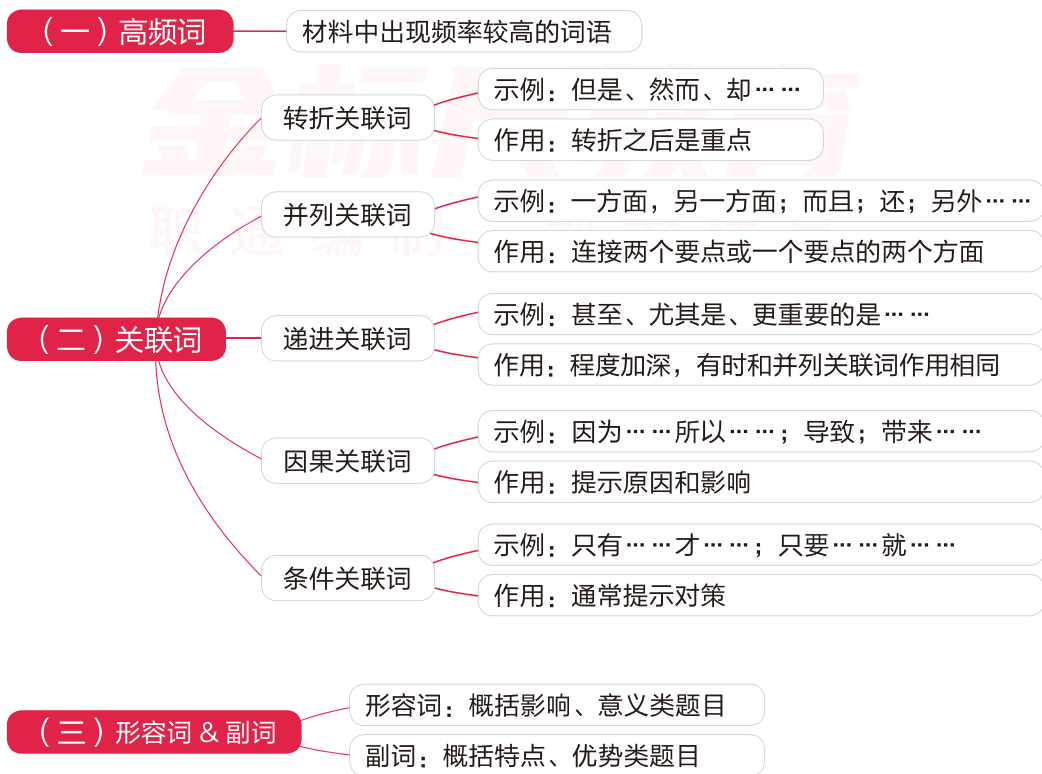 （一）高频词
材料中出现频率较高的词语
（二）关联词
转折关联词
示例：但是、然而、却… …
作用：转折之后是重点
并列关联词
示例：一方面，另一方面；而且；还；另外… …
作用：连接两个要点或一个要点的两个方面
递进关联词
示例：甚至、尤其是、更重要的是… …
作用：程度加深，有时和并列关联词作用相同
因果关联词
示例：因为… …所以… …；导致；带来… …
作用：提示原因和影响
条件关联词
示例：只有… …才… …；只要… …就… …
作用：通常提示对策
（三）形容词 & 副词
形容词：概括影响、意义类题目
副词：概括特点、优势类题目